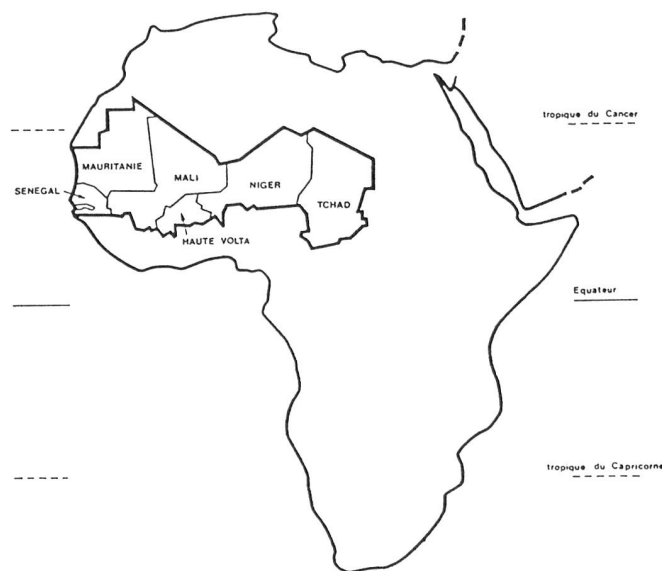 tropique du Cancer
MAURITANIE
MALI
SENEGAL
NIGER
TCHAD
HAUTE VOLTA
Equateur
tropique du Capricorne